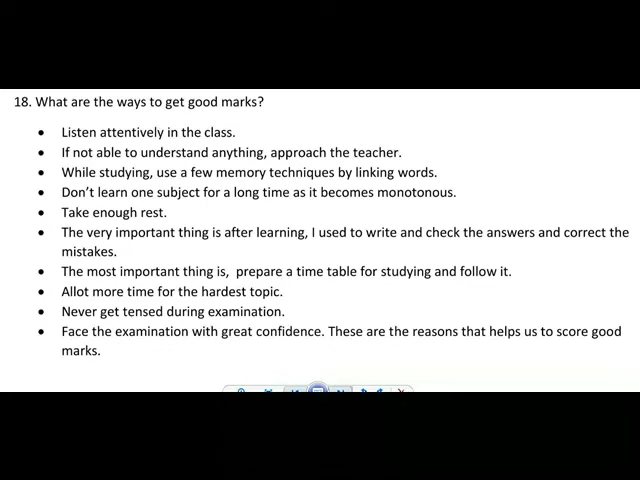 18. What are the ways to get good marks?
• Listen attentively in the class.
• If not able to understand anything, approach the teacher.
• While studying, use a few memory techniques by linking words.
• Don't learn one subject for a long time as it becomes monotonous.
• Take enough rest.
• The very important thing is after learning, I used to write and check the answers and correct the
mistakes.
• The most important thing is,  prepare a time table for studying and follow it.
• Allot more time for the hardest topic.
• Never get tensed during examination.
• Face the examination with great confidence. These are the reasons that helps us to score good
marks.